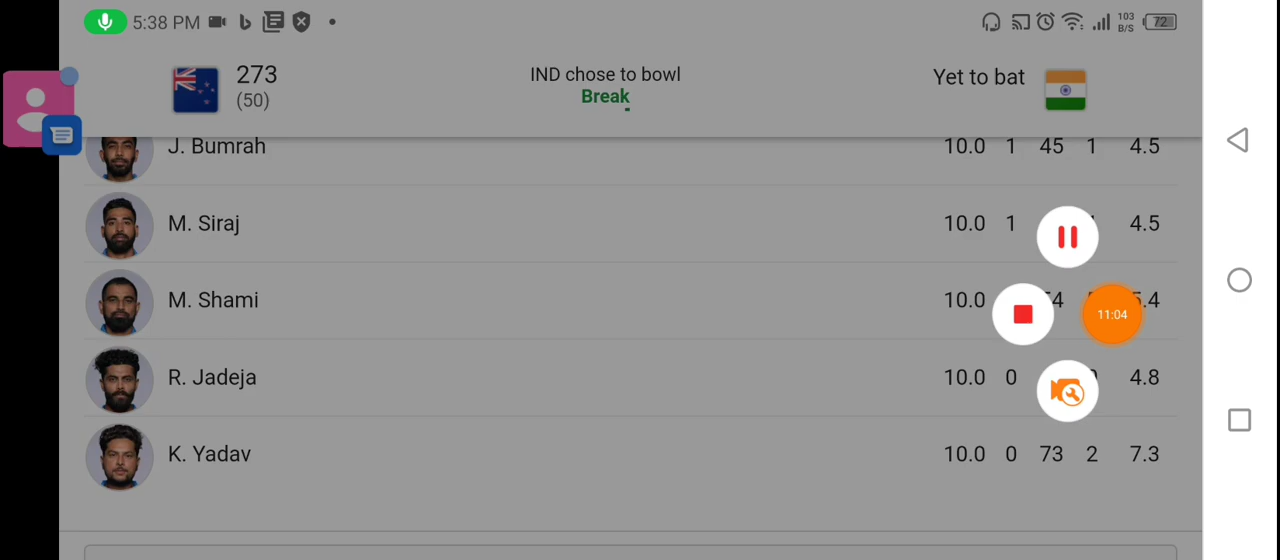 5:38 PM
103 B/S
72
273
(50)
IND chose to bowl
Break
Yet to bat
J. Bumrah 10.0 1 45 1 4.5
M. Siraj 10.0 1 4.5
M. Shami 10.0 54 5.4
11:04
R. Jadeja 10.0 0 4.8
K. Yadav 10.0 0 73 2 7.3